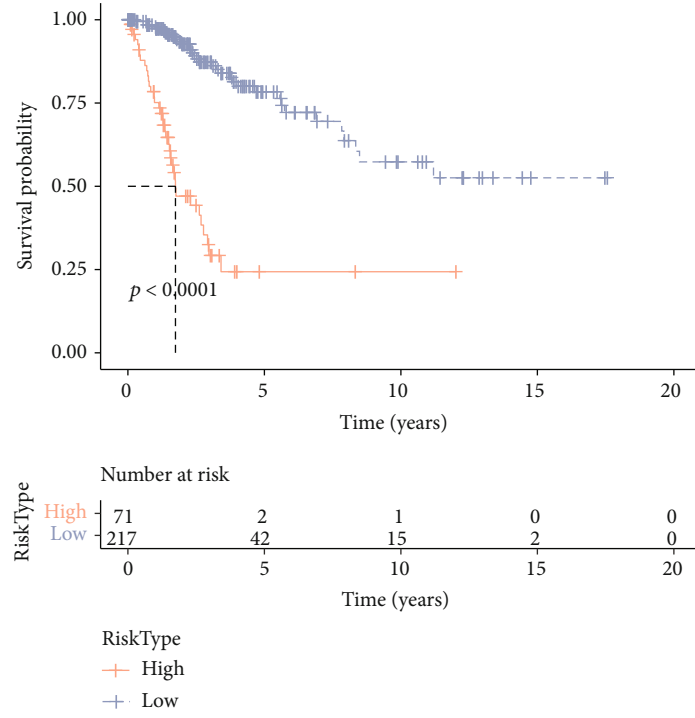 1.00
0.75
0.50
0.25
0.00
Survival probability
p < 0.0001
0 5 10 15 20
Time (years)
Number at risk
RiskType
High 71 2 1 0 0
Low 217 42 15 2 0
0 5 10 15 20
Time (years)
RiskType
High
Low